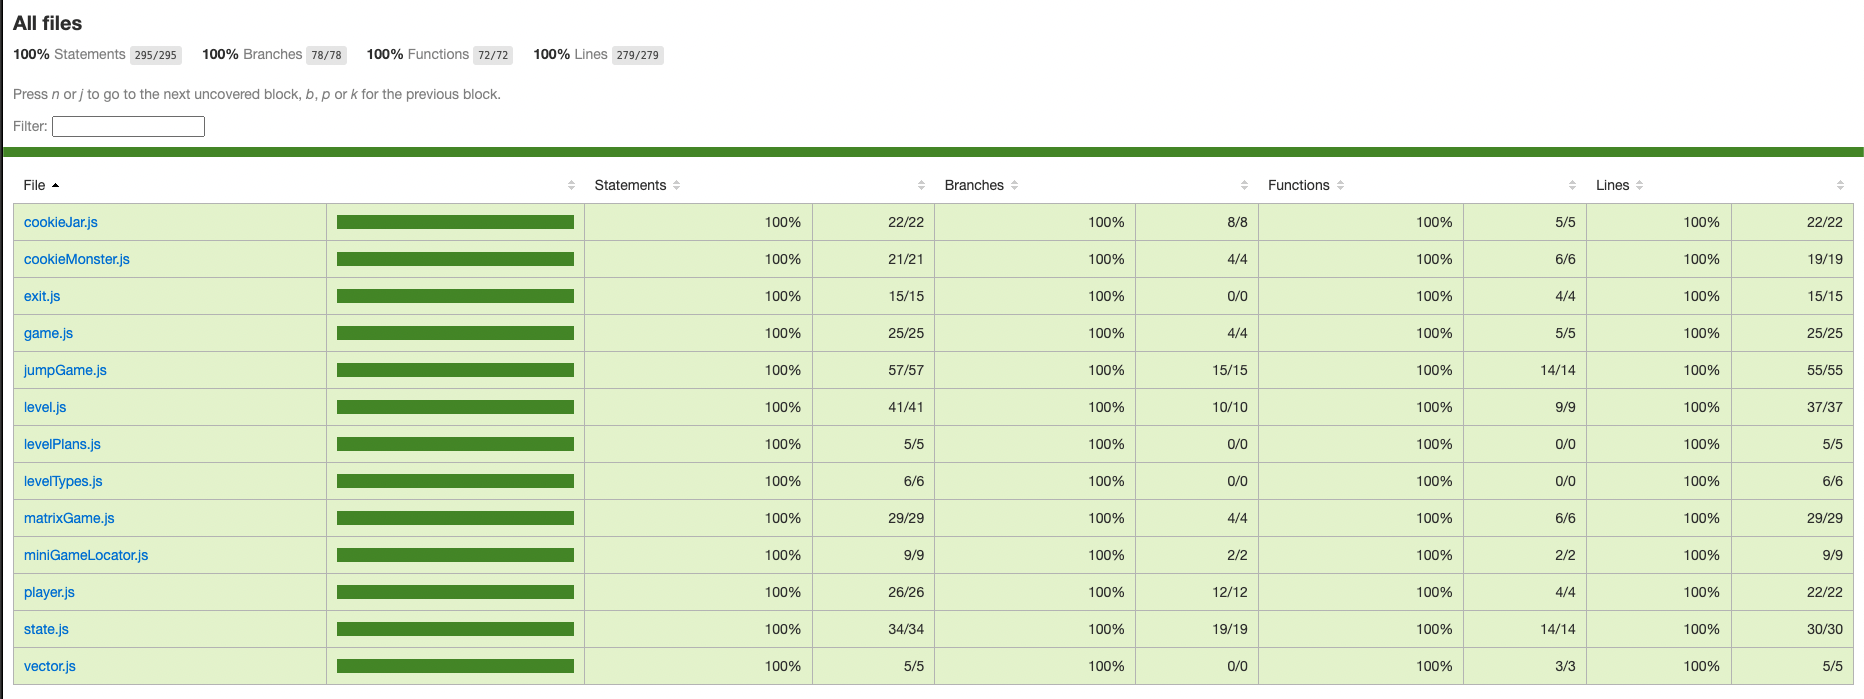 All files
100% Statements 295/295 100% Branches 78/78 100% Functions 72/72 100% Lines 279/279
Press n or j to go to the next uncovered block, b, p or k for the previous block.
Filter:
File Statements Branches Functions Lines
cookieJar.js 100% 22/22 100% 8/8 100% 5/5 100% 22/22
cookieMonster.js 100% 21/21 100% 4/4 100% 6/6 100% 19/19
exit.js 100% 15/15 100% 0/0 100% 4/4 100% 15/15
game.js 100% 25/25 100% 4/4 100% 5/5 100% 25/25
jumpGame.js 100% 57/57 100% 15/15 100% 14/14 100% 55/55
level.js 100% 41/41 100% 10/10 100% 9/9 100% 37/37
levelPlans.js 100% 5/5 100% 0/0 100% 0/0 100% 5/5
levelTypes.js 100% 6/6 100% 0/0 100% 0/0 100% 6/6
matrixGame.js 100% 29/29 100% 4/4 100% 6/6 100% 29/29
miniGameLocator.js 100% 9/9 100% 2/2 100% 2/2 100% 9/9
player.js 100% 26/26 100% 12/12 100% 4/4 100% 22/22
state.js 100% 34/34 100% 19/19 100% 14/14 100% 30/30
vector.js 100% 5/5 100% 0/0 100% 3/3 100% 5/5